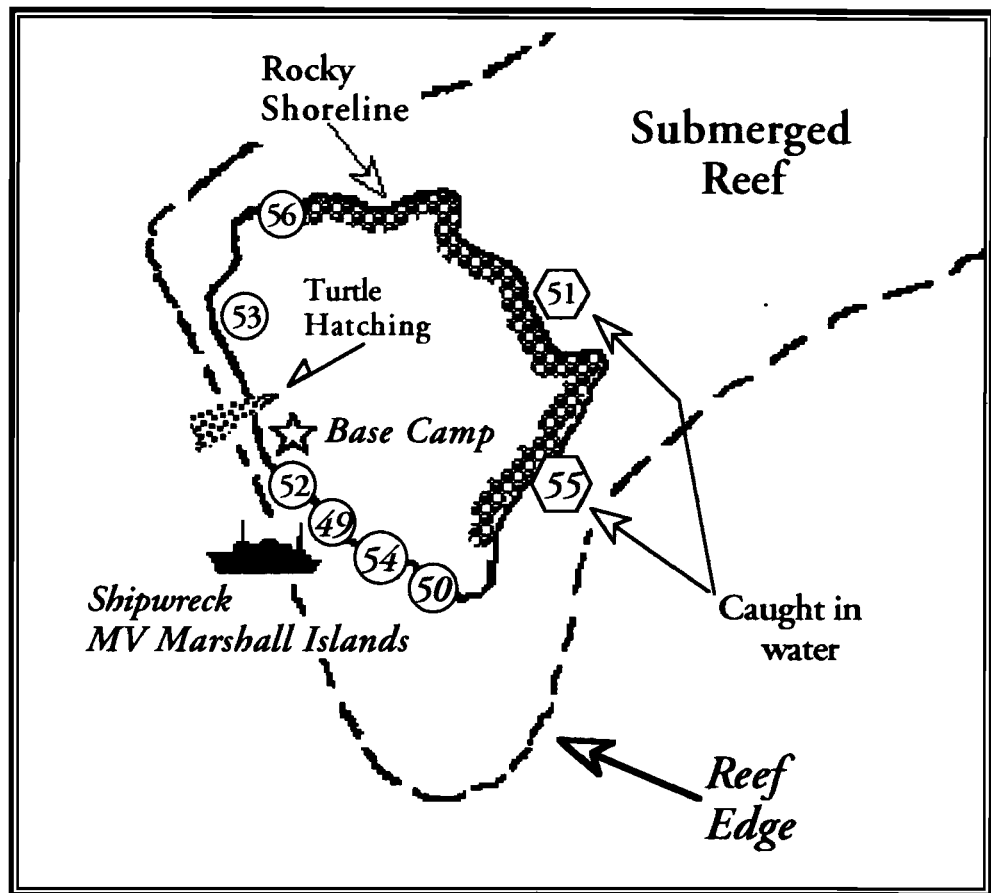 Rocky
Shoreline
Submerged
Reef
56
51
53
Turtle
Hatching
Base Camp
52
55
49
54
50
Shipwreck
MV Marshall Islands
Caught in
water
Reef
Edge